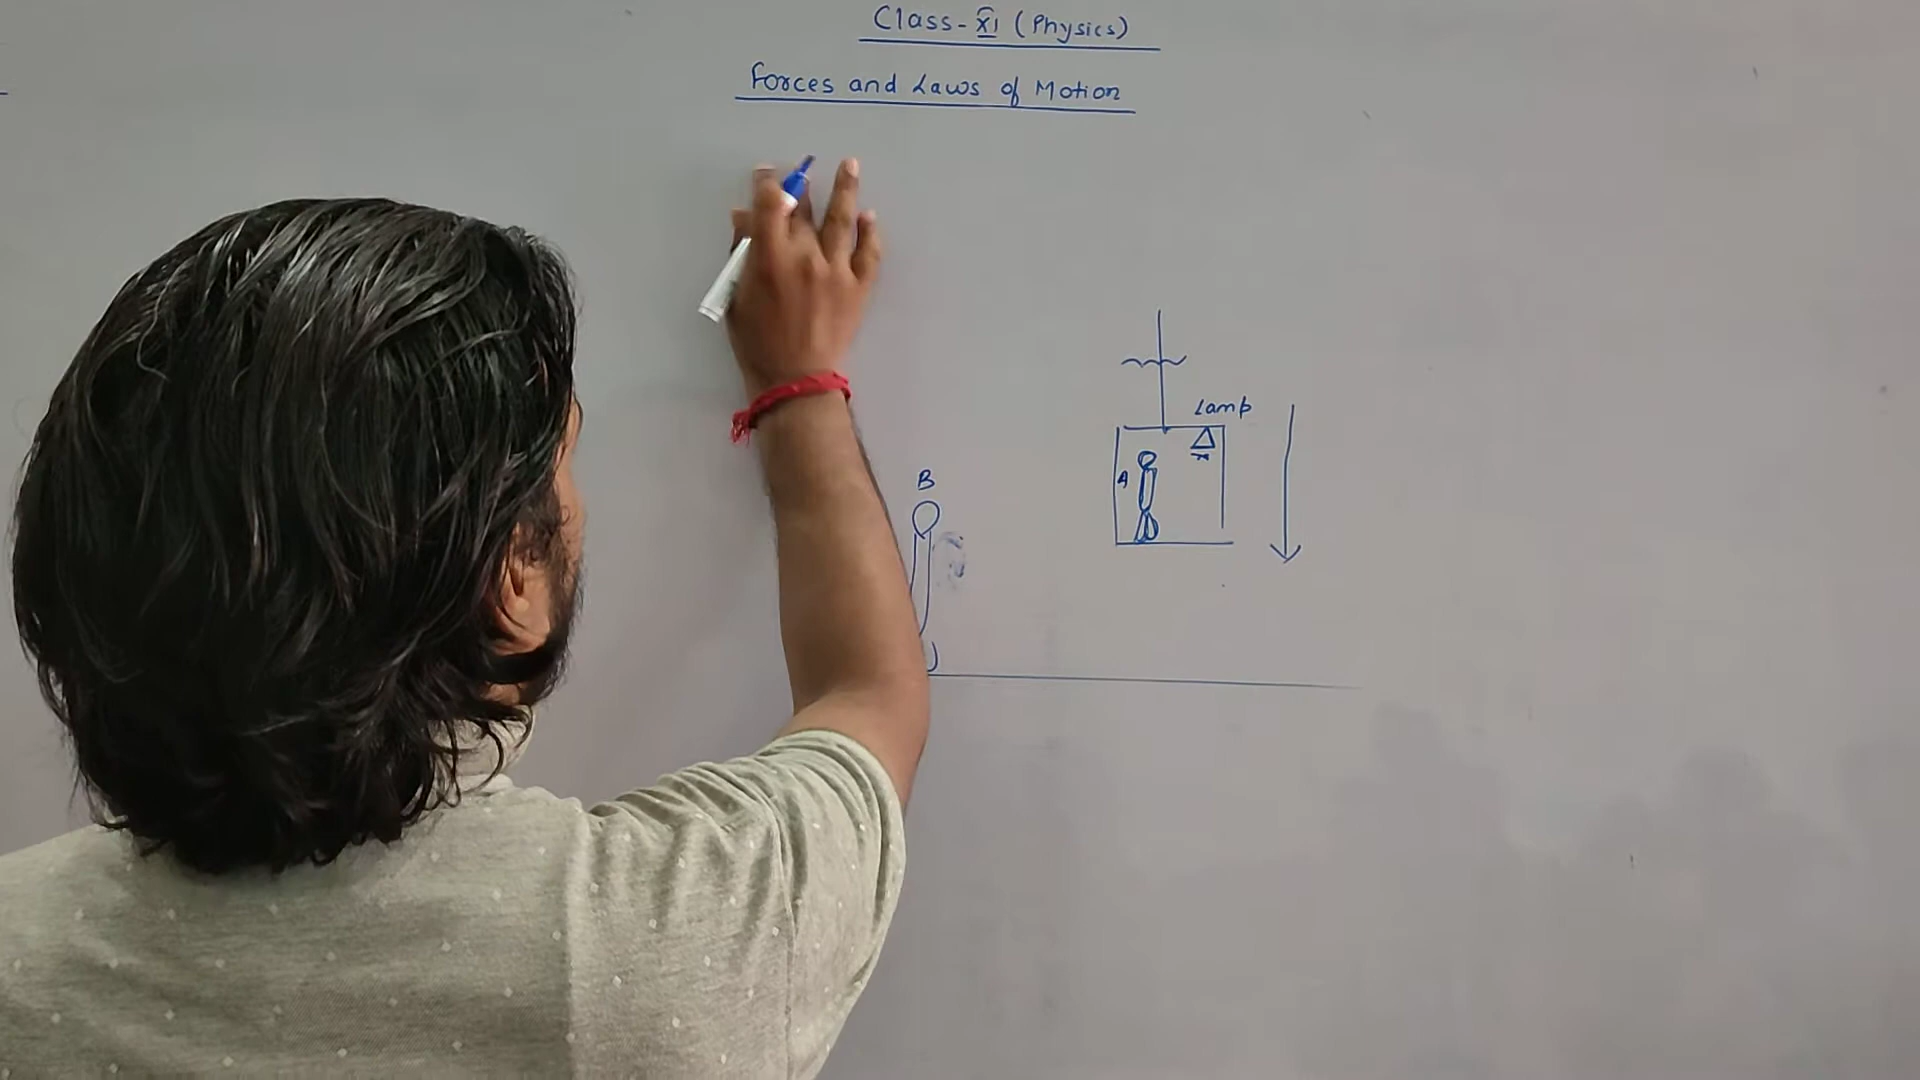 Class-XI (Physics)
Forces and Laws of Motion
Lamp
A
B